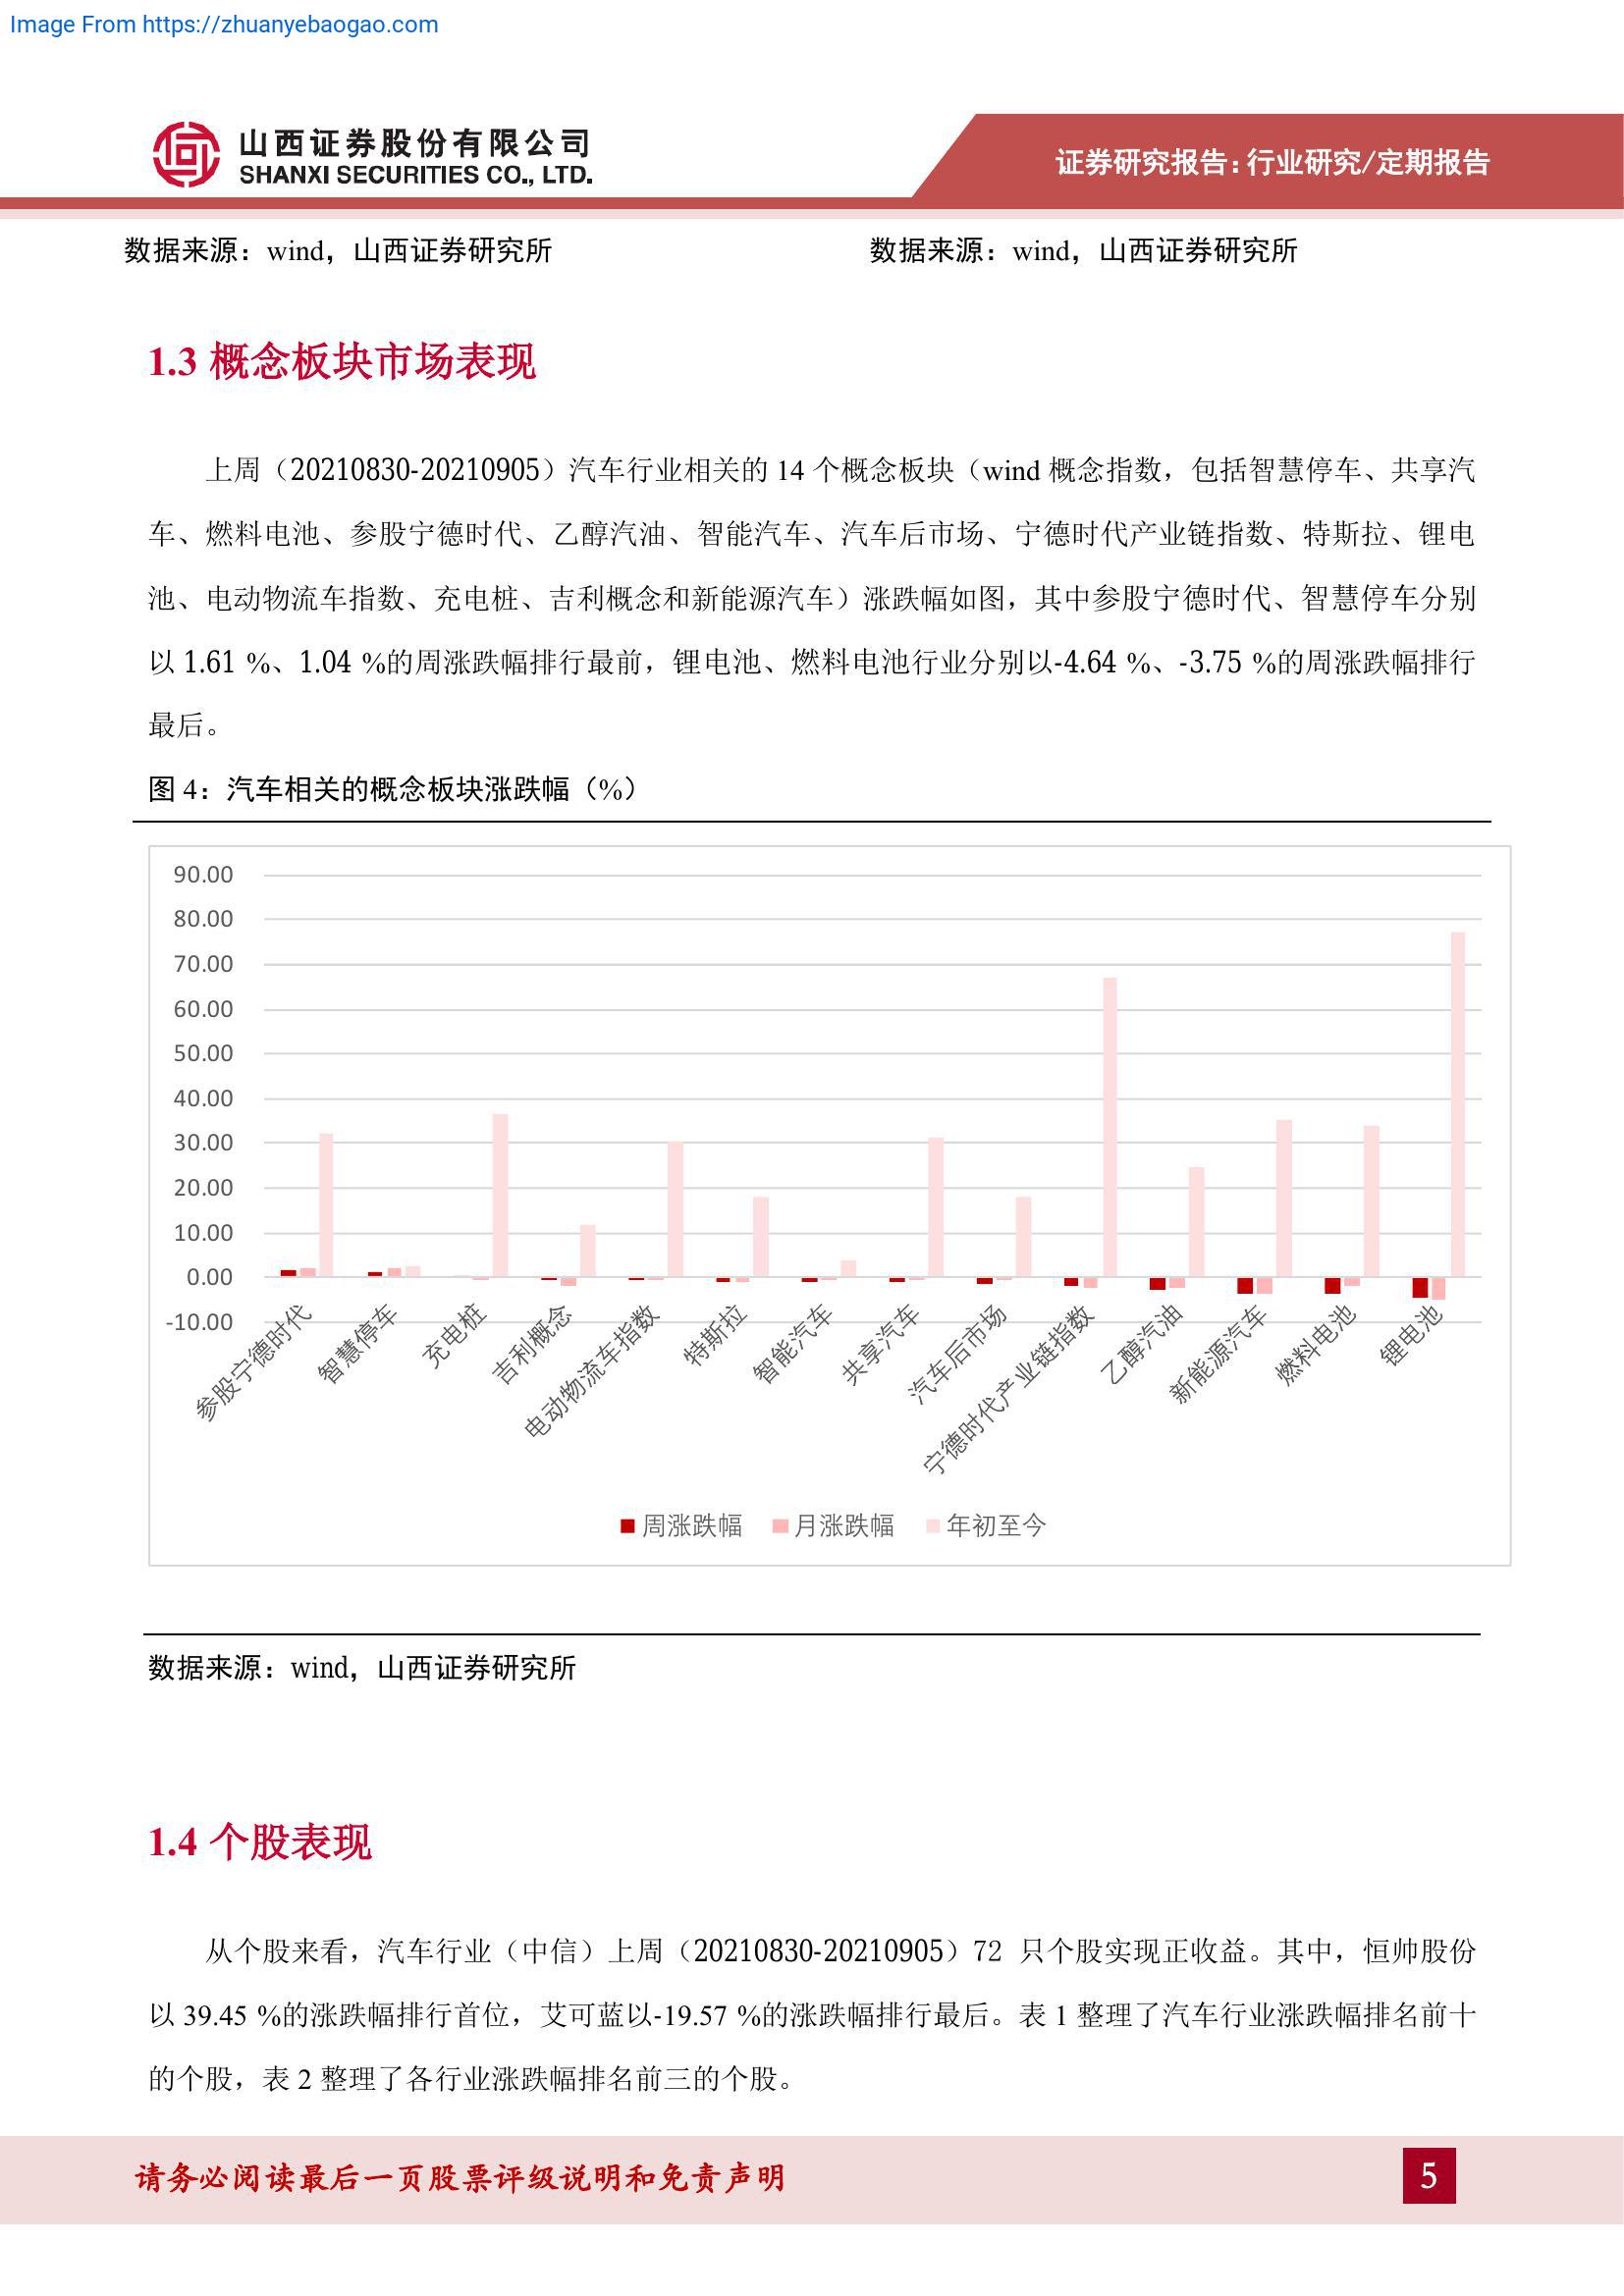 Image From https://zhuanyebaogao.com
山西证券股份有限公司
SHANXI SECURITIES CO., LTD.
证券研究报告:行业研究/定期报告
数据来源：wind，山西证券研究所
数据来源：wind，山西证券研究所
1.3 概念板块市场表现
上周（20210830-20210905）汽车行业相关的 14 个概念板块（wind 概念指数，包括智慧停车、共享汽
车、燃料电池、参股宁德时代、乙醇汽油、智能汽车、汽车后市场、宁德时代产业链指数、特斯拉、锂电
池、电动物流车指数、充电桩、吉利概念和新能源汽车）涨跌幅如图，其中参股宁德时代、智慧停车分别
以 1.61 %、1.04 %的周涨跌幅排行最前，锂电池、燃料电池行业分别以-4.64 %、-3.75 %的周涨跌幅排行
最后。
图 4：汽车相关的概念板块涨跌幅（%）
90.00
80.00
70.00
60.00
50.00
40.00
30.00
20.00
10.00
0.00
-10.00
参股宁德时代
智慧停车
充电桩
吉利概念
电动物流车指数
特斯拉
智能汽车
共享汽车
汽车后市场
宁德时代产业链指数
乙醇汽油
新能源汽车
燃料电池
锂电池
周涨跌幅 月涨跌幅 年初至今
数据来源：wind，山西证券研究所
1.4 个股表现
从个股来看，汽车行业（中信）上周（20210830-20210905）72 只个股实现正收益。其中，恒帅股份
以 39.45 %的涨跌幅排行首位，艾可蓝以-19.57 %的涨跌幅排行最后。表 1 整理了汽车行业涨跌幅排名前十
的个股，表 2 整理了各行业涨跌幅排名前三的个股。
请务必阅读最后一页股票评级说明和免责声明
5